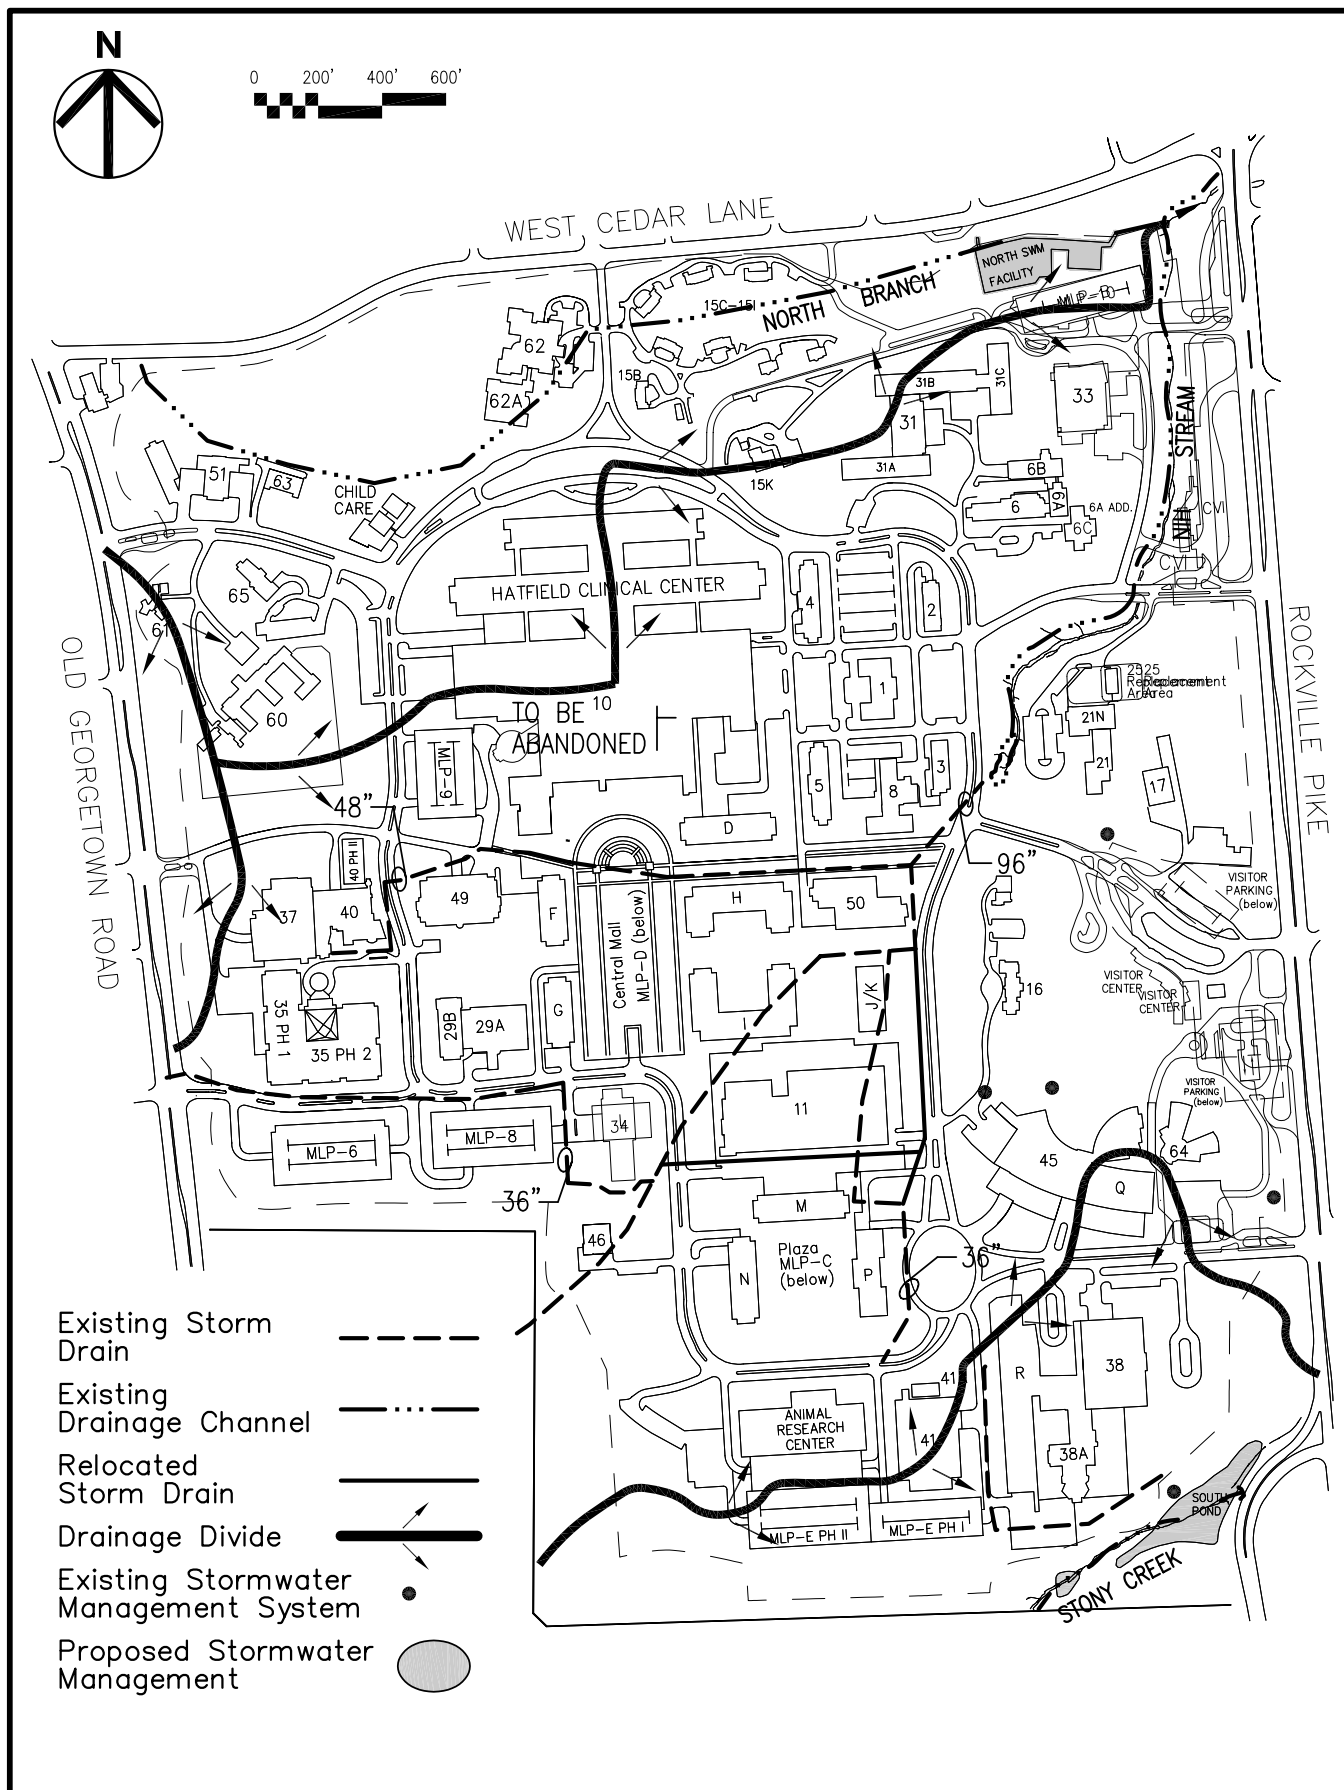 N
0 200' 400' 600'
WEST CEDAR LANE
NORTH SWM
FACILITY
15C-15I
NORTH BRANCH
62
62A
15B
31B
31C
33
31
31A
15K
6B
6
6A
6A ADD.
6C
NIH STREAM
CVI
CVI
51
63
CHILD
CARE
65
61
60
HATFIELD CLINICAL CENTER
4
2
1
10
TO BE
ABANDONED
MLP-9
5
8
3
D
2525
21N
21
17
OLD GEORGETOWN ROAD
ROCKVILLE PIKE
48"
96"
40 PH II
37
40
49
F
H
50
Central Mall
MLP-D (below)
VISITOR
PARKING
(below)
VISITOR
CENTER
VISITOR
CENTER
16
35 PH 1
35 PH 2
29B
29A
G
I
J/K
11
VISITOR
PARKING
(below)
64
45
Q
MLP-6
MLP-8
34
36"
46
M
Plaza
MLP-C
(below)
N
P
36"
R
38
38A
41
41
ANIMAL
RESEARCH
CENTER
MLP-E PH II
MLP-E PH I
SOUTH
POND
STONY CREEK
Existing Storm
Drain
Existing
Drainage Channel
Relocated
Storm Drain
Drainage Divide
Existing Stormwater
Management System
Proposed Stormwater
Management